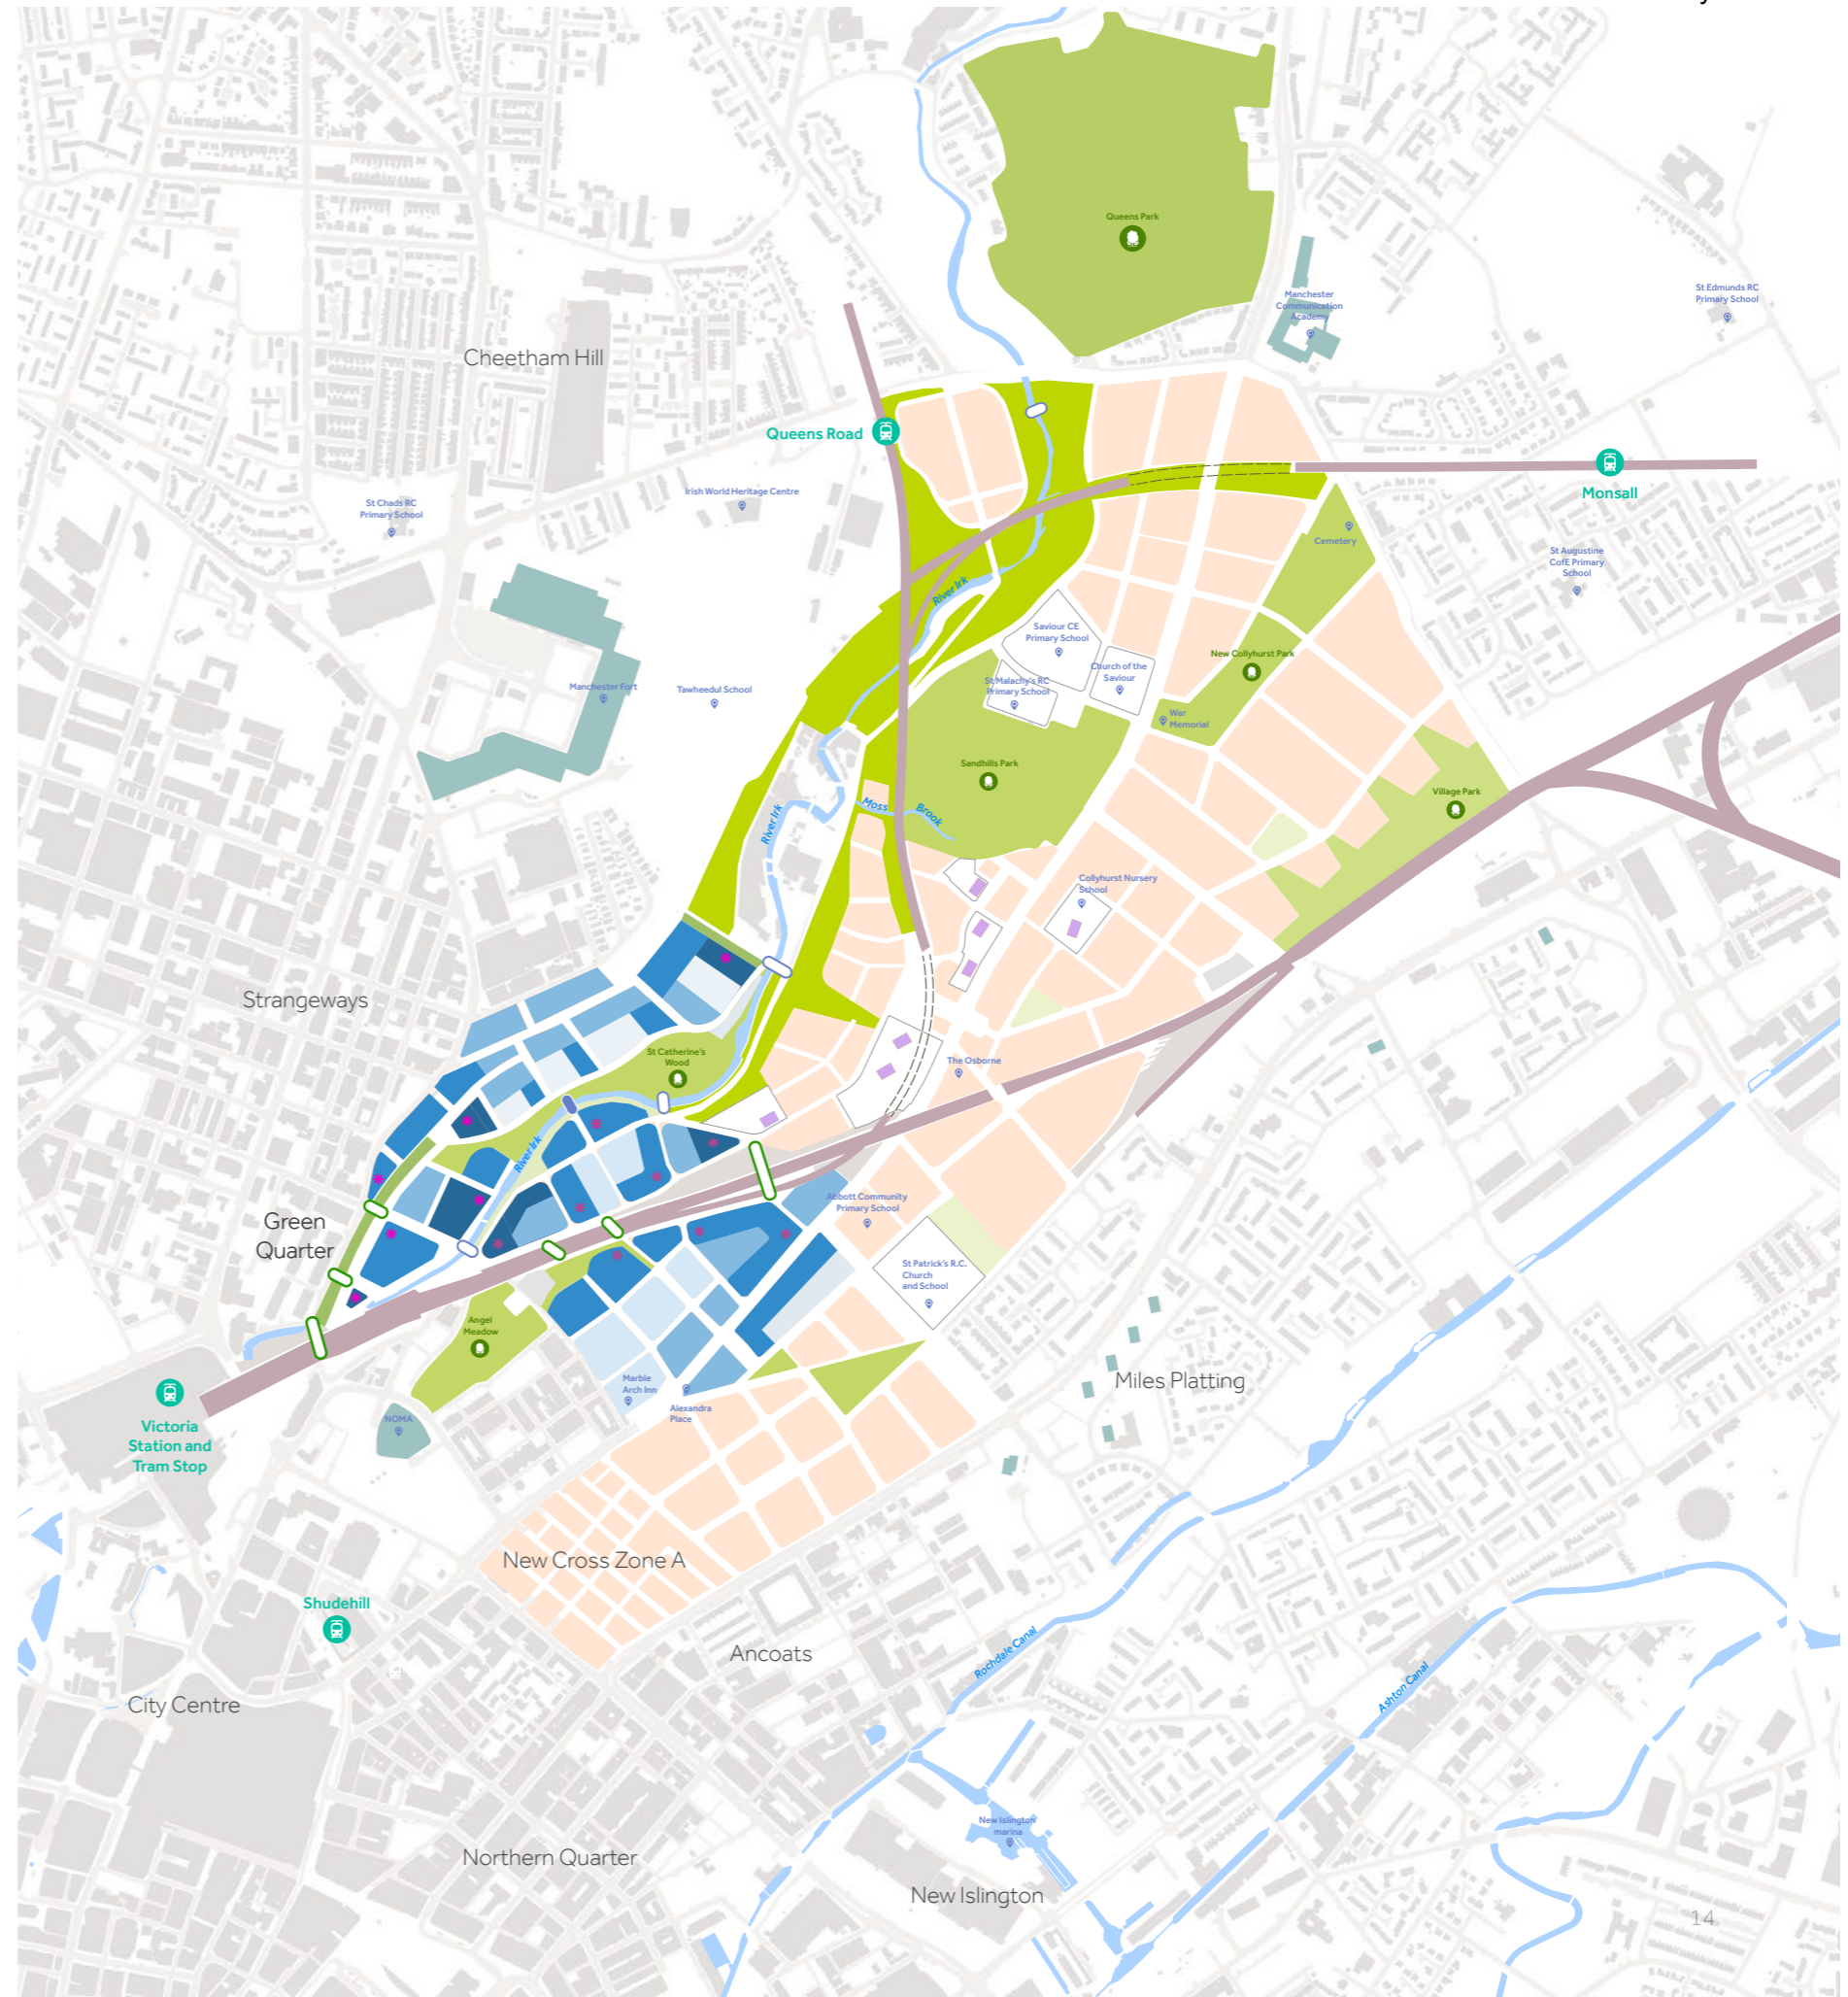 Queens Park
St Edmunds RC
Primary School
Manchester
Communication
Academy
Cheetham Hill
Queens Road
Monsall
Irish World Heritage Centre
St Chads RC
Primary School
Cemetery
St Augustine
CofE Primary
School
River Irk
Saviour CE
Primary School
New Collyhurst Park
Church of the
Saviour
St Malachy's RC
Primary School
Manchester Fort
Tawheedul School
War
Memorial
Sandhills Park
Village Park
Moss
Brook
River Irk
Collyhurst Nursery
School
Strangeways
St Catherine's
Wood
The Osborne
River Irk
Green
Quarter
Abbott Community
Primary School
St Patrick's R.C.
Church
and School
Angel
Meadow
Marble
Arch Inn
Alexandra
Place
Miles Platting
NOMA
Victoria
Station and
Tram Stop
New Cross Zone A
Shudehill
Ancoats
Rochdale Canal
Ashton Canal
City Centre
New Islington
marina
Northern Quarter
New Islington
14